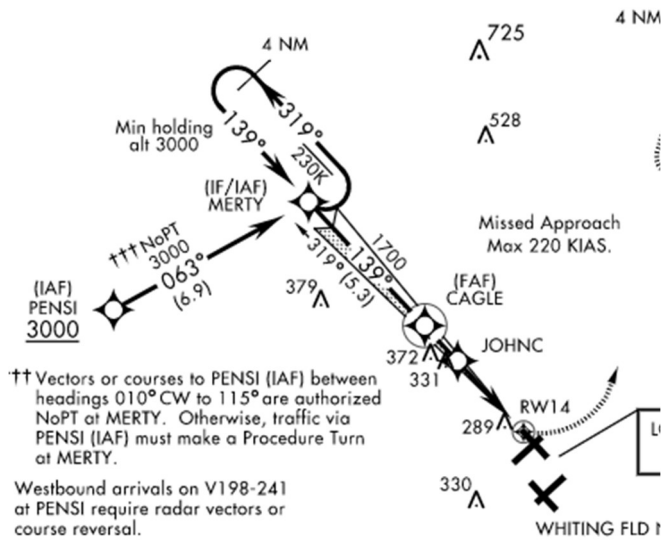 4 NM
725
4 NM
319°
528
Min holding
alt 3000
139°
230K
(IF/IAF)
MERTY
Missed Approach
Max 220 KIAS.
†††NoPT
3000
063°
(6.9)
1700
139°
319° (5.3)
(IAF)
PENSI
3000
379
(FAF)
CAGLE
372
JOHNC
331
††Vectors or courses to PENSI (IAF) between
headings 010° CW to 115° are authorized
NoPT at MERTY. Otherwise, traffic via
PENSI (IAF) must make a Procedure Turn
at MERTY.
RW14
289
Westbound arrivals on V198-241
at PENSI require radar vectors or
course reversal.
330
WHITING FLD